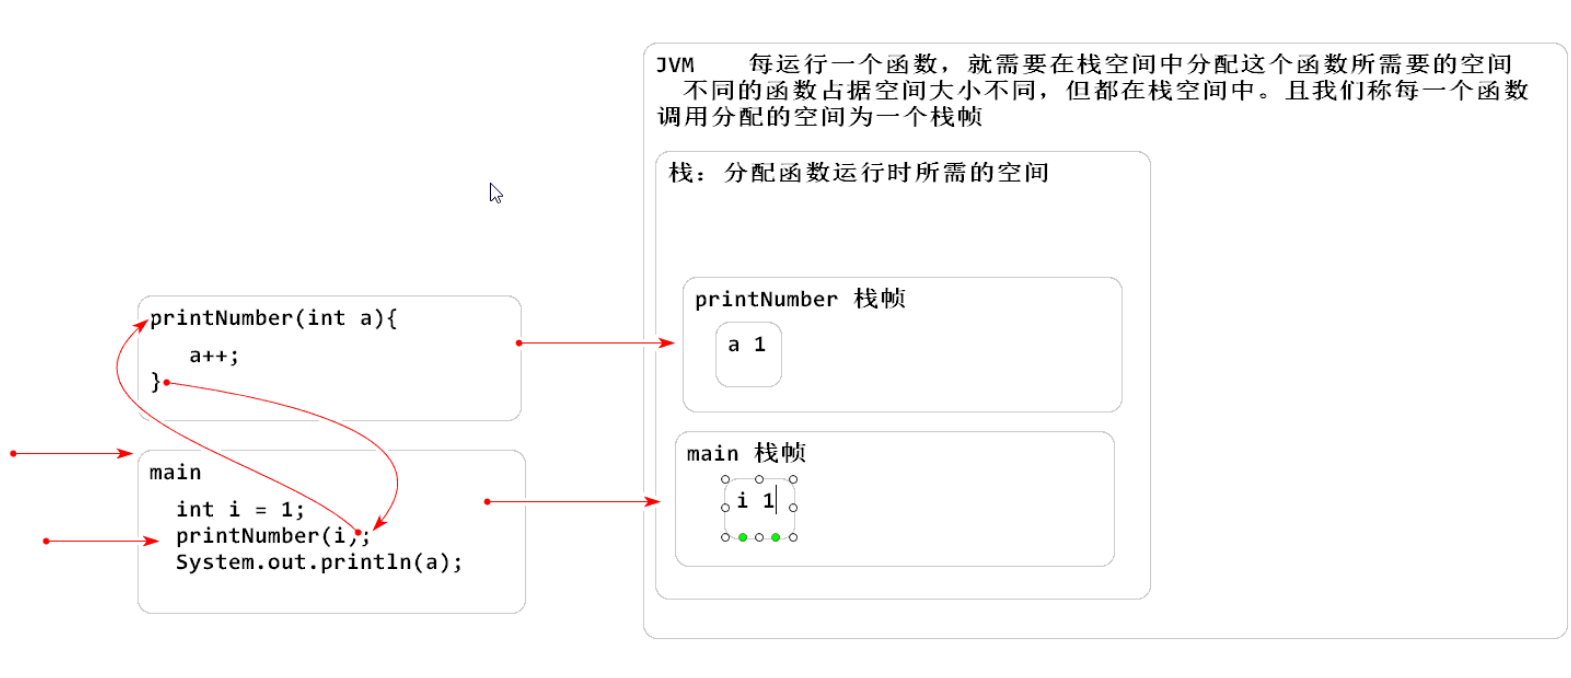 JVM 每运行一个函数，就需要在栈空间中分配这个函数所需要的空间
不同的函数占据空间大小不同，但都在栈空间中。且我们称每一个函数
调用分配的空间为一个栈帧
栈：分配函数运行时所需的空间
printNumber(int a){
a++;
}
printNumber 栈帧
a 1
main
int i = 1;
printNumber(i);
System.out.println(a);
main 栈帧
i 1